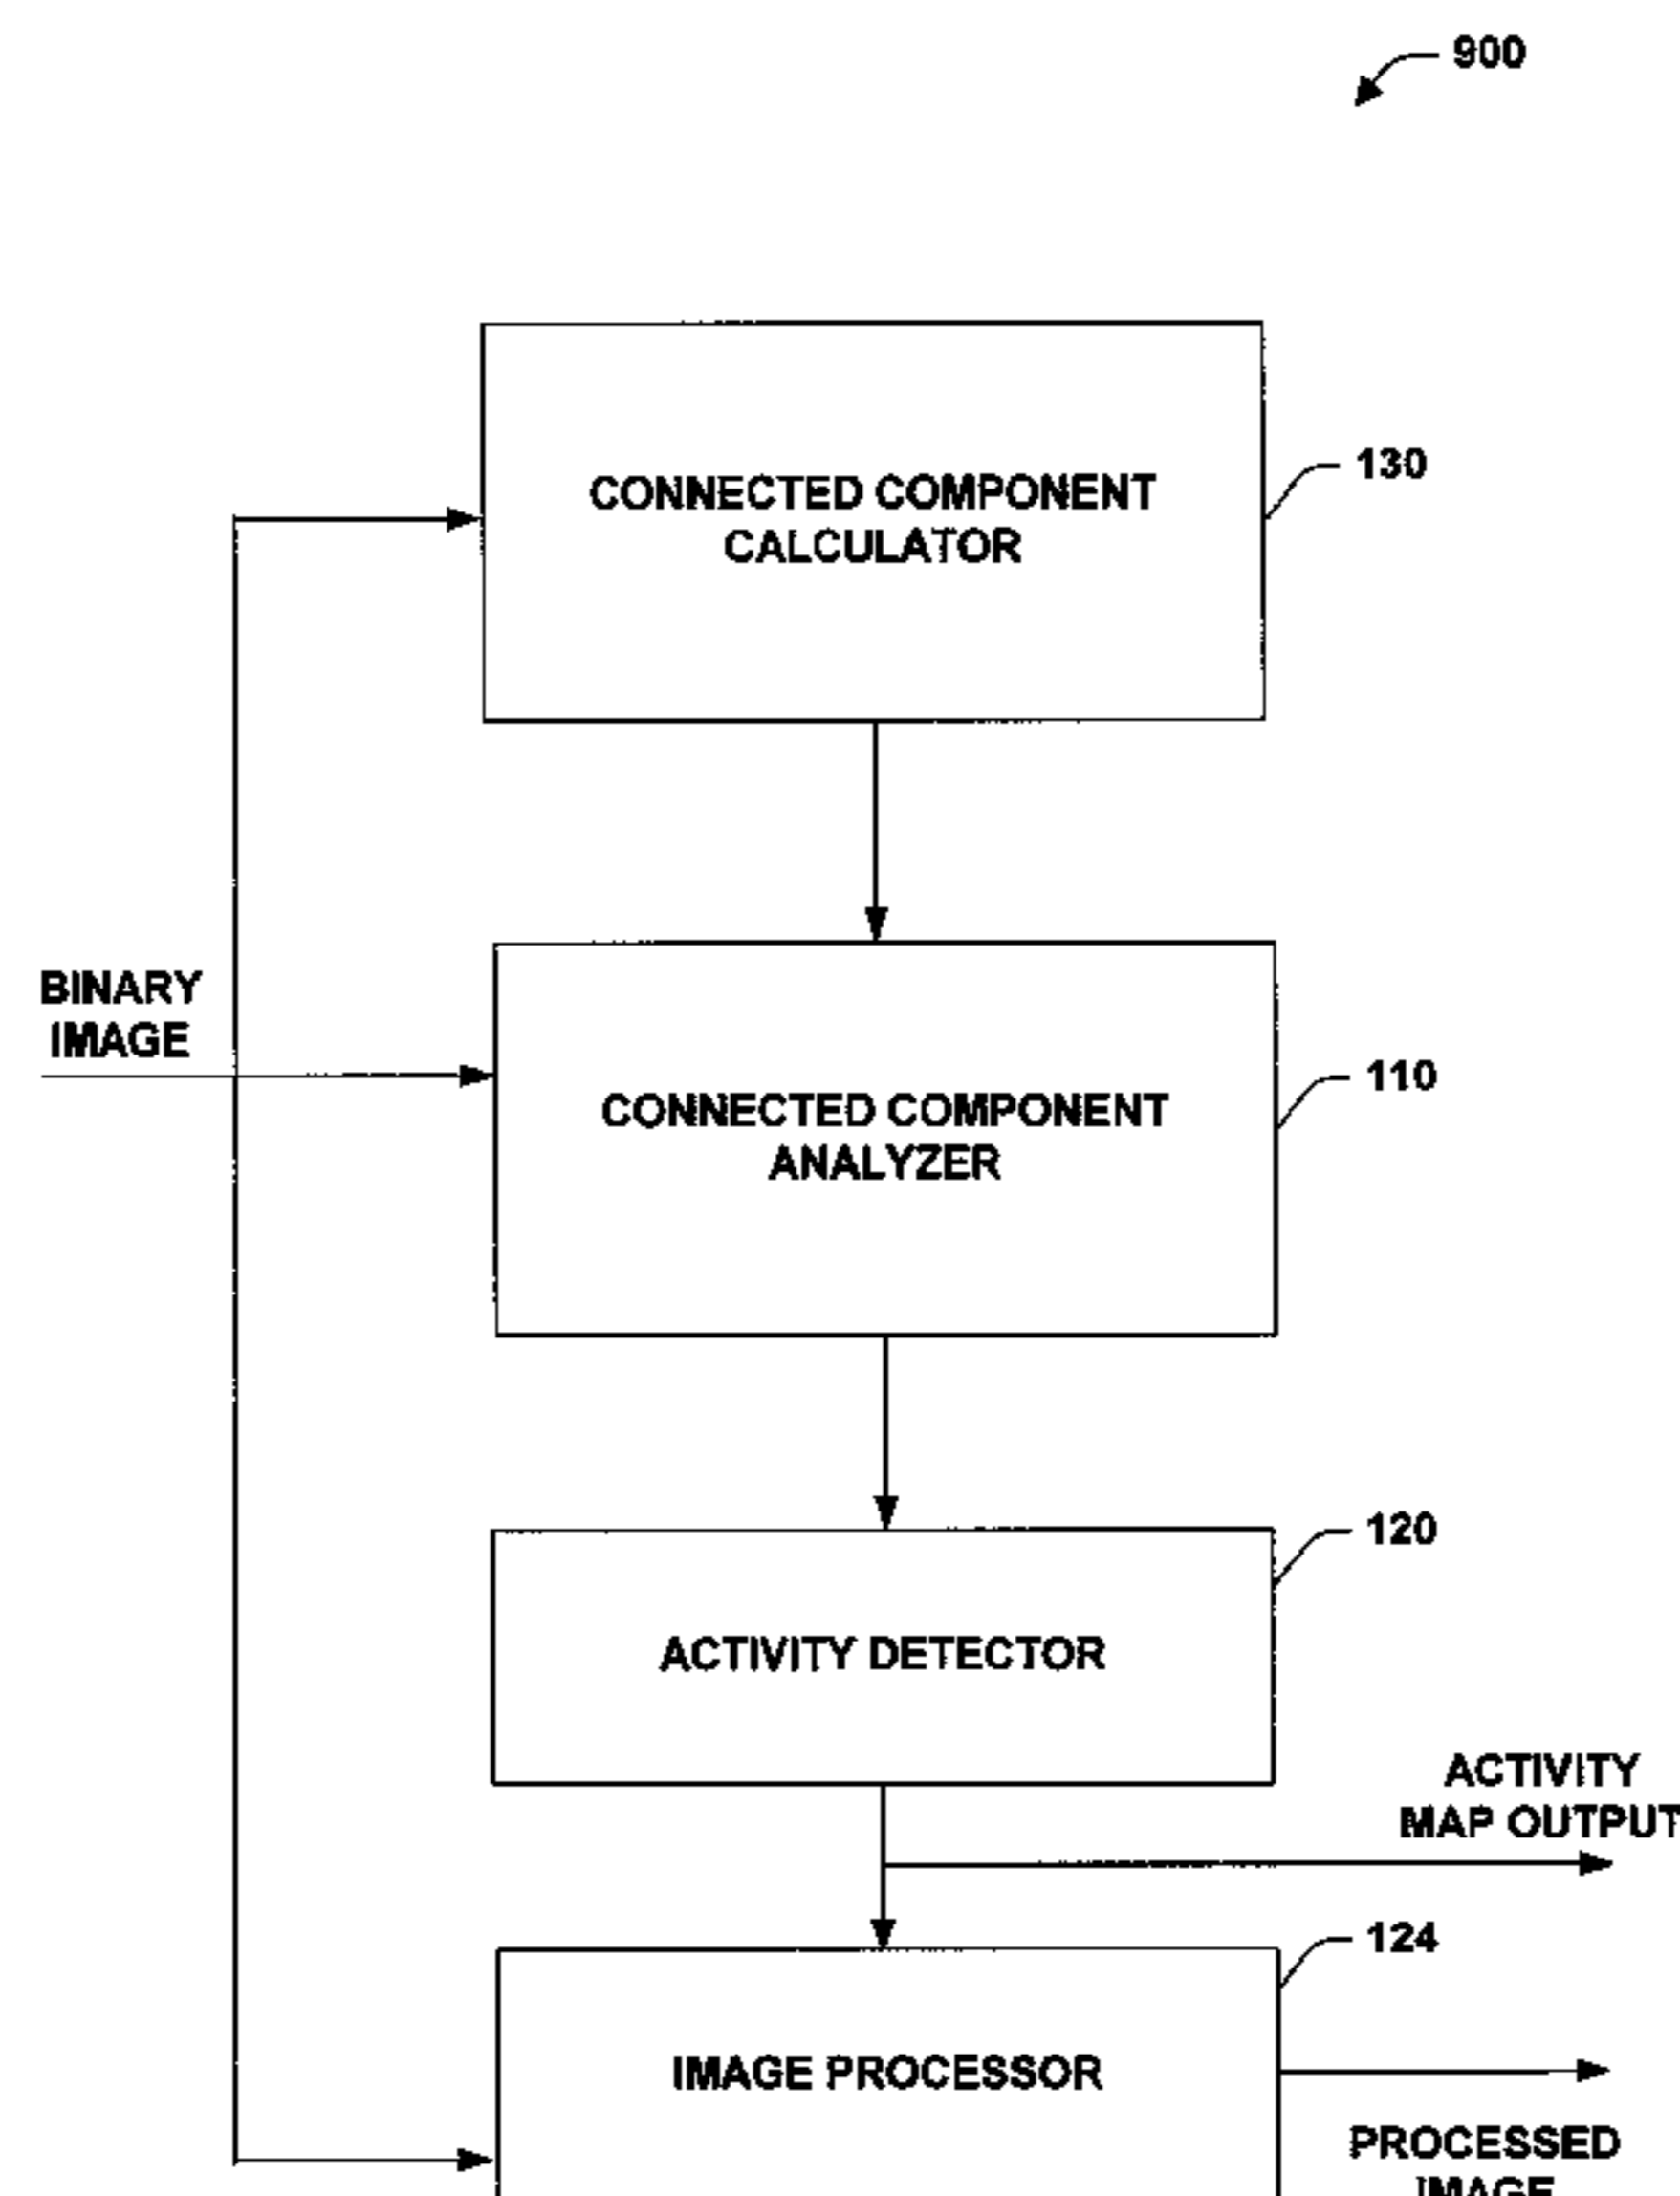 900
CONNECTED COMPONENT
CALCULATOR
130
BINARY
IMAGE
CONNECTED COMPONENT
ANALYZER
110
ACTIVITY DETECTOR
120
ACTIVITY
MAP OUTPUT
IMAGE PROCESSOR
124
PROCESSED
IMAGE